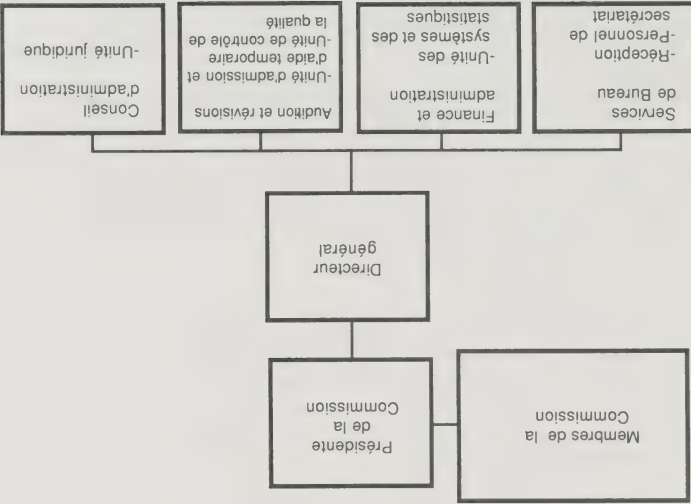 Membres de la
Commission
Présidente
de la
Commission
Directeur
général
Services
de Bureau
-Réception
-Personnel de
secrétariat
Finance et
administration
-Unité des
systèmes et des
statistiques
Audition et révisions
-Unité d'admission et
d'aide temporaire
-Unité de contrôle de
la qualité
Conseil
d'administration
-Unité juridique